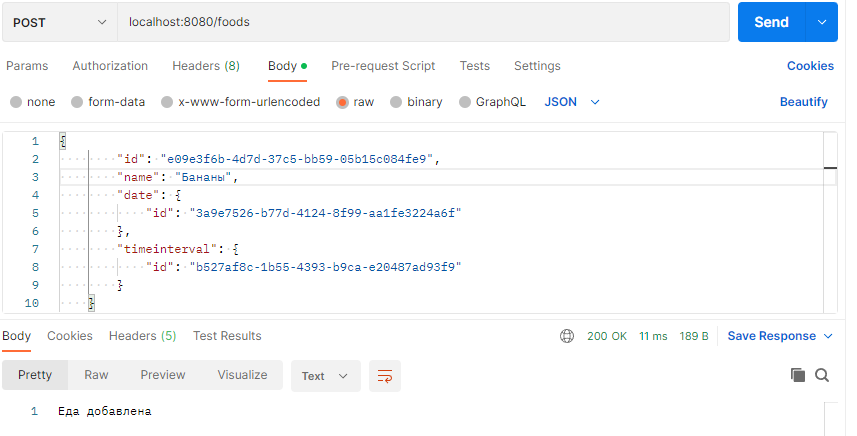 POST localhost:8080/foods Send
Params Authorization Headers (8) Body Pre-request Script Tests Settings Cookies
none form-data x-www-form-urlencoded raw binary GraphQL JSON Beautify
1 {
2 "id": "e09e3f6b-4d7d-37c5-bb59-05b15c084fe9",
3 "name": "Бананы",
4 "date": {
5 "id": "3a9e7526-b77d-4124-8f99-aa1fe3224a6f"
6 },
7 "timeinterval": {
8 "id": "b527af8c-1b55-4393-b9ca-e20487ad93f9"
9 }
10 }
Body Cookies Headers (5) Test Results 200 OK 11 ms 189 B Save Response
Pretty Raw Preview Visualize Text
1 Еда добавлена